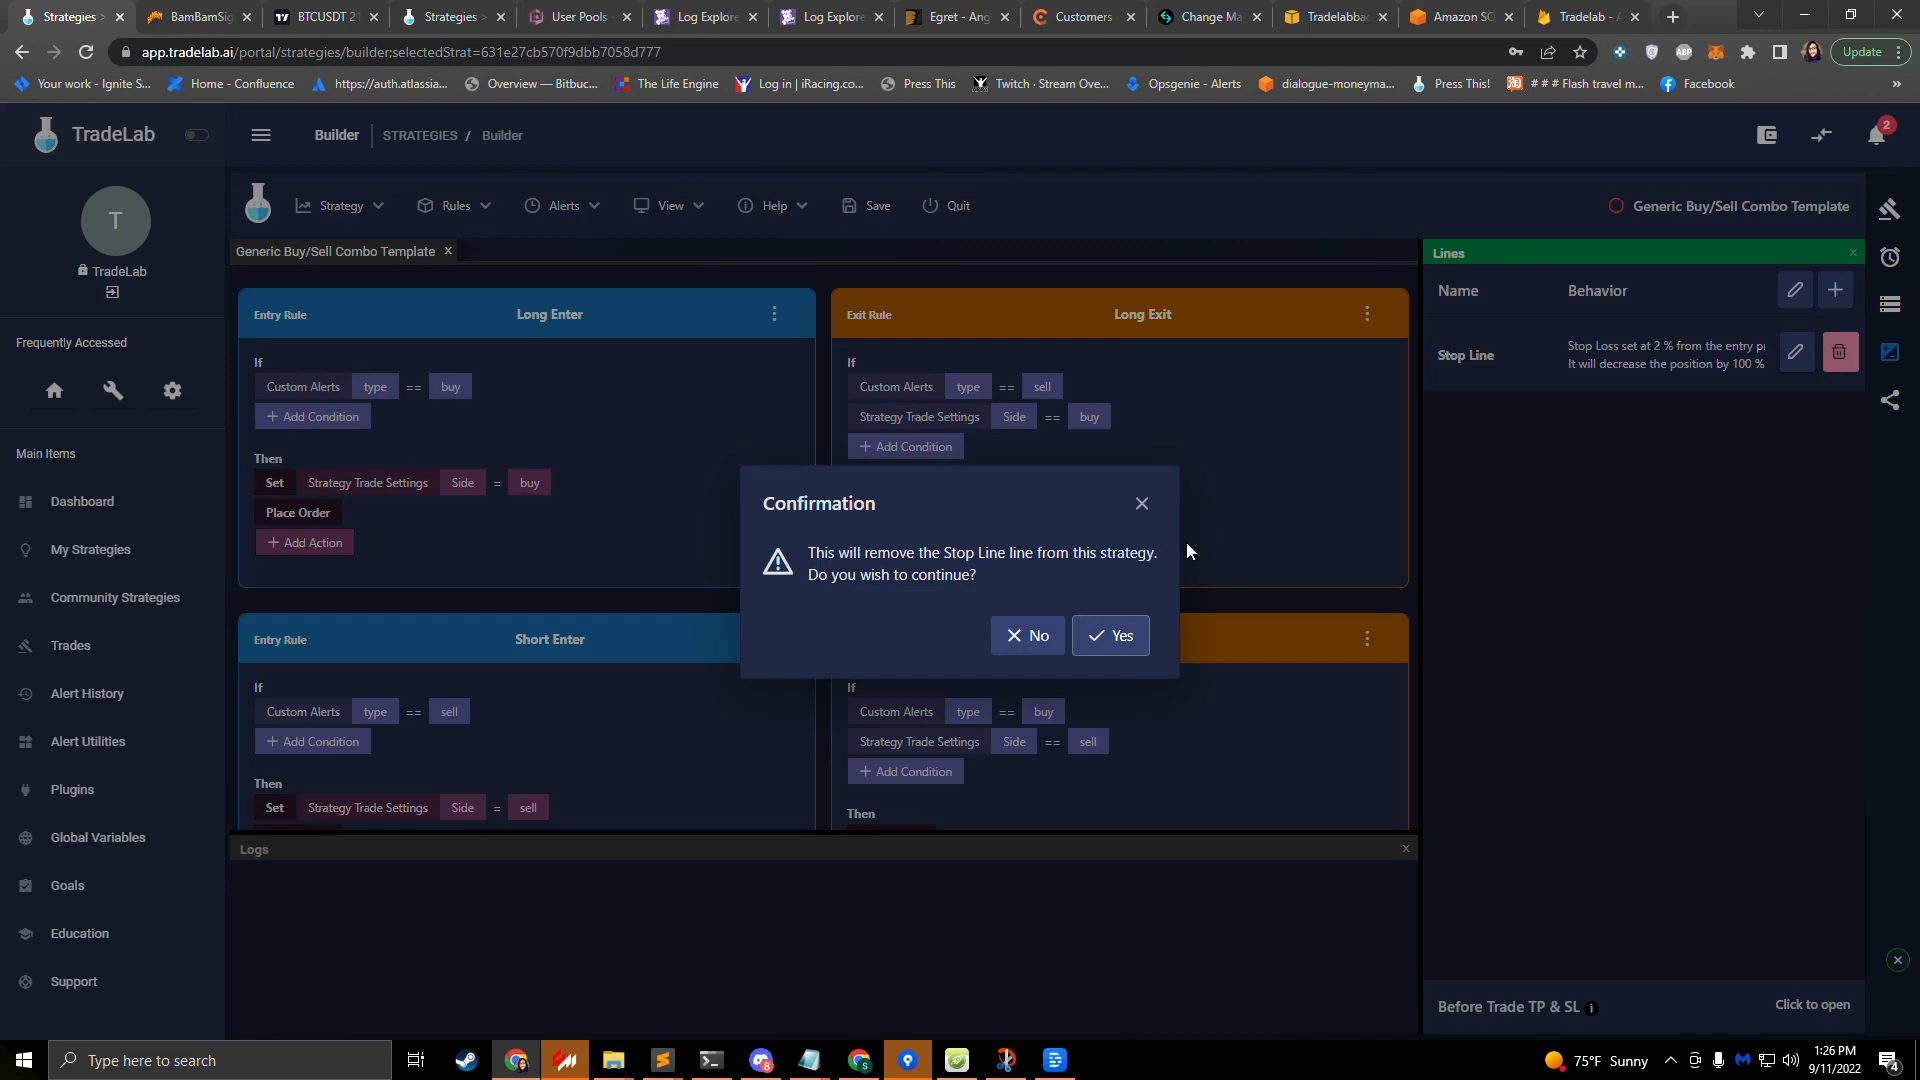 Strategies >
BamBamSig
BTCUSDT 2
Strategies >
User Pools -
Log Explore
Log Explore
Egret - Ang
Customers
Change Ma
Tradelabba
Amazon SQ
Tradelab - A
app.tradelab.ai/portal/strategies/builder;selectedStrat=631e27cb570f9dbb7058d777
Update
Your work - Ignite S...
Home - Confluence
https://auth.atlassia...
Overview — Bitbuc...
The Life Engine
Log in | iRacing.co...
Press This
Twitch · Stream Ove...
Opsgenie - Alerts
dialogue-moneyma...
Press This!
# # # Flash travel m...
Facebook
»
TradeLab
Builder
STRATEGIES / Builder
2
T
TradeLab
Frequently Accessed
Main Items
Dashboard
My Strategies
Community Strategies
Trades
Alert History
Alert Utilities
Plugins
Global Variables
Goals
Education
Support
Strategy
Rules
Alerts
View
Help
Save
Quit
Generic Buy/Sell Combo Template
Generic Buy/Sell Combo Template
Entry Rule
Long Enter
If
Custom Alerts type == buy
+ Add Condition
Then
Set Strategy Trade Settings Side = buy
Place Order
+ Add Action
Exit Rule
Long Exit
If
Custom Alerts type == sell
Strategy Trade Settings Side == buy
+ Add Condition
Confirmation
This will remove the Stop Line line from this strategy.
Do you wish to continue?
No
Yes
Entry Rule
Short Enter
If
Custom Alerts type == sell
+ Add Condition
Then
Set Strategy Trade Settings Side = sell
If
Custom Alerts type == buy
Strategy Trade Settings Side == sell
+ Add Condition
Then
Logs
Lines
Name
Behavior
Stop Line
Stop Loss set at 2 % from the entry pr
It will decrease the position by 100 %
Before Trade TP & SL
Click to open
Type here to search
75°F Sunny
1:26 PM
9/11/2022
4